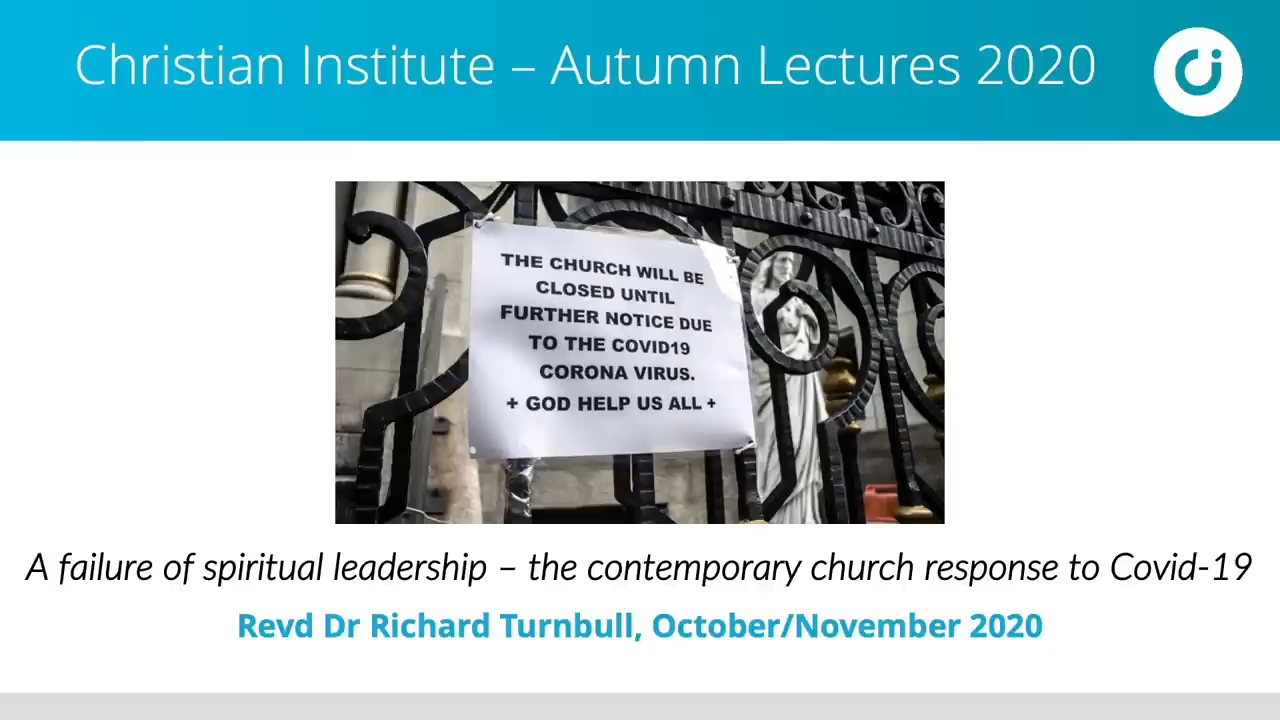 Christian Institute – Autumn Lectures 2020
THE CHURCH WILL BE
CLOSED UNTIL
FURTHER NOTICE DUE
TO THE COVID19
CORONA VIRUS.
+ GOD HELP US ALL +
A failure of spiritual leadership – the contemporary church response to Covid-19
Revd Dr Richard Turnbull, October/November 2020